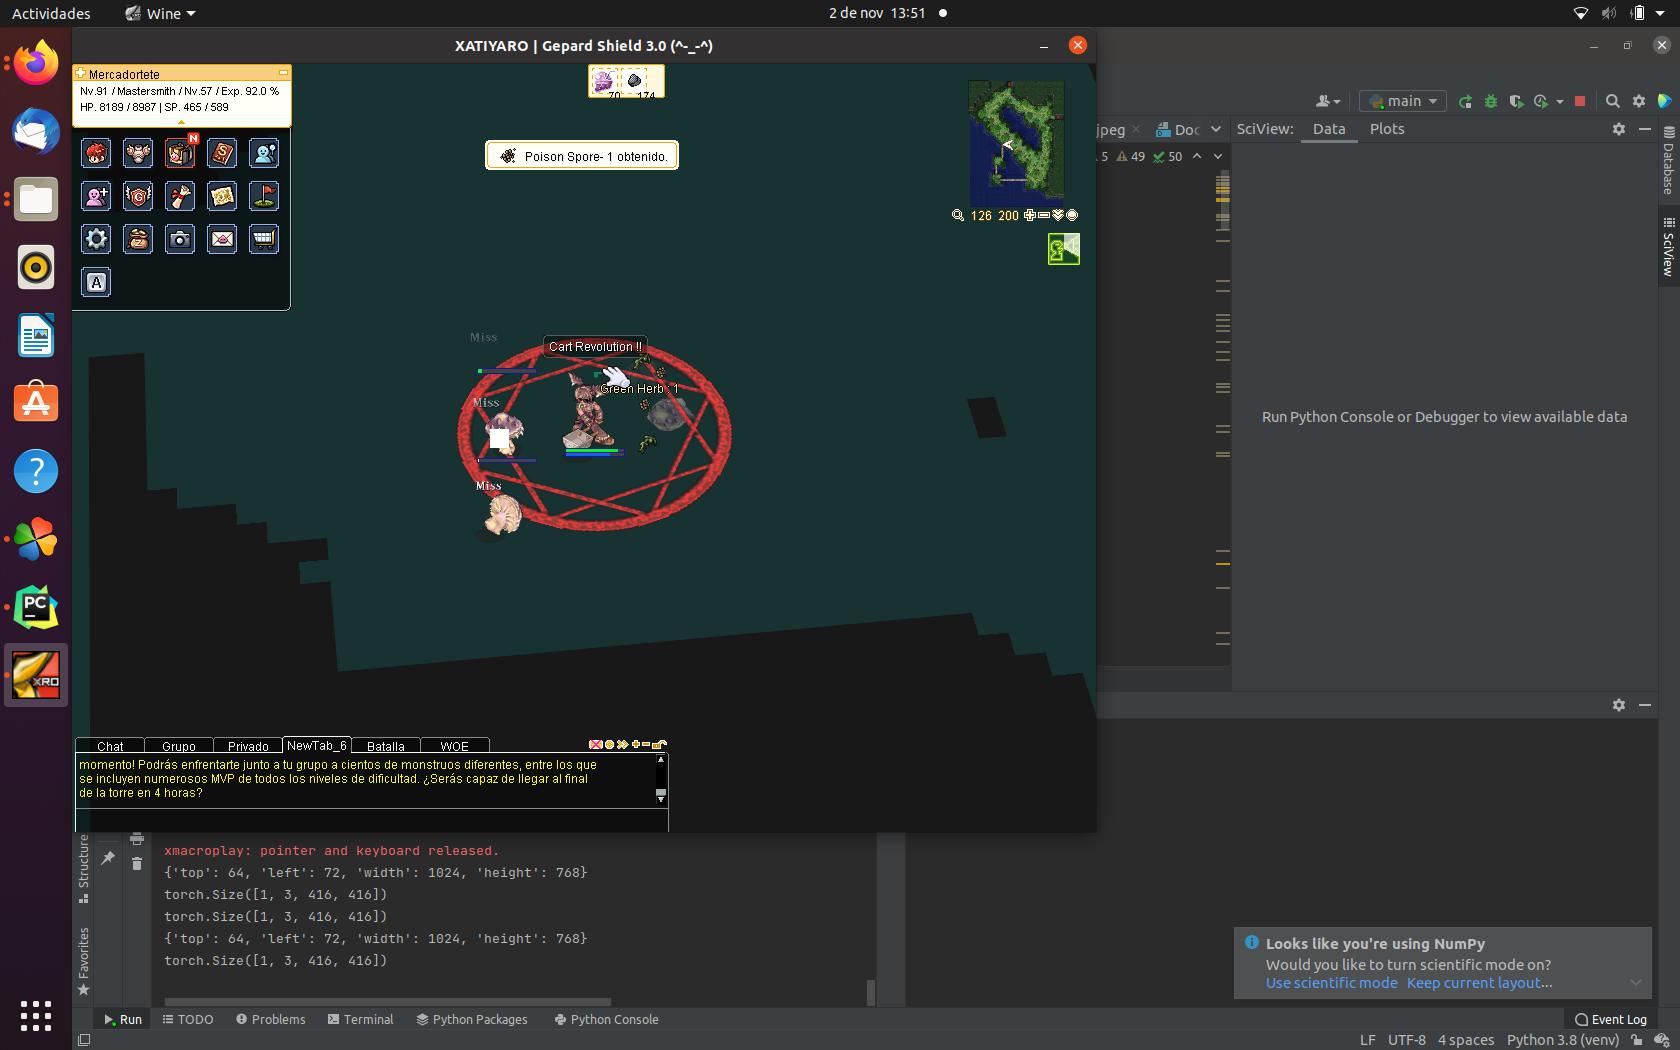 Actividades
Wine
2 de nov 13:51
XATIYARO | Gepard Shield 3.0 (^-_-^)
Mercadortete
Nv.91 / Mastersmith / Nv.57 / Exp. 92.0 %
HP. 8189 / 8987 | SP. 465 / 589
N
A
70 174
Poison Spore- 1 obtenido.
126 200
Miss
Cart Revolution !!
Green Herb: 1
Miss
Miss
Chat Grupo Privado NewTab_6 Batalla WOE
momento! Podrás enfrentarte junto a tu grupo a cientos de monstruos diferentes, entre los que
se incluyen numerosos MVP de todos los niveles de dificultad. ¿Serás capaz de llegar al final
de la torre en 4 horas?
main
jpeg
Doc
SciView: Data Plots
5 49 50
Database
SciView
Run Python Console or Debugger to view available data
PC
XRO
Structure
Favorites
xmacroplay: pointer and keyboard released.
{'top': 64, 'left': 72, 'width': 1024, 'height': 768}
torch.Size([1, 3, 416, 416])
torch.Size([1, 3, 416, 416])
{'top': 64, 'left': 72, 'width': 1024, 'height': 768}
torch.Size([1, 3, 416, 416])
Looks like you're using NumPy
Would you like to turn scientific mode on?
Use scientific mode Keep current layout...
Run TODO Problems Terminal Python Packages Python Console Event Log
LF UTF-8 4 spaces Python 3.8 (venv)